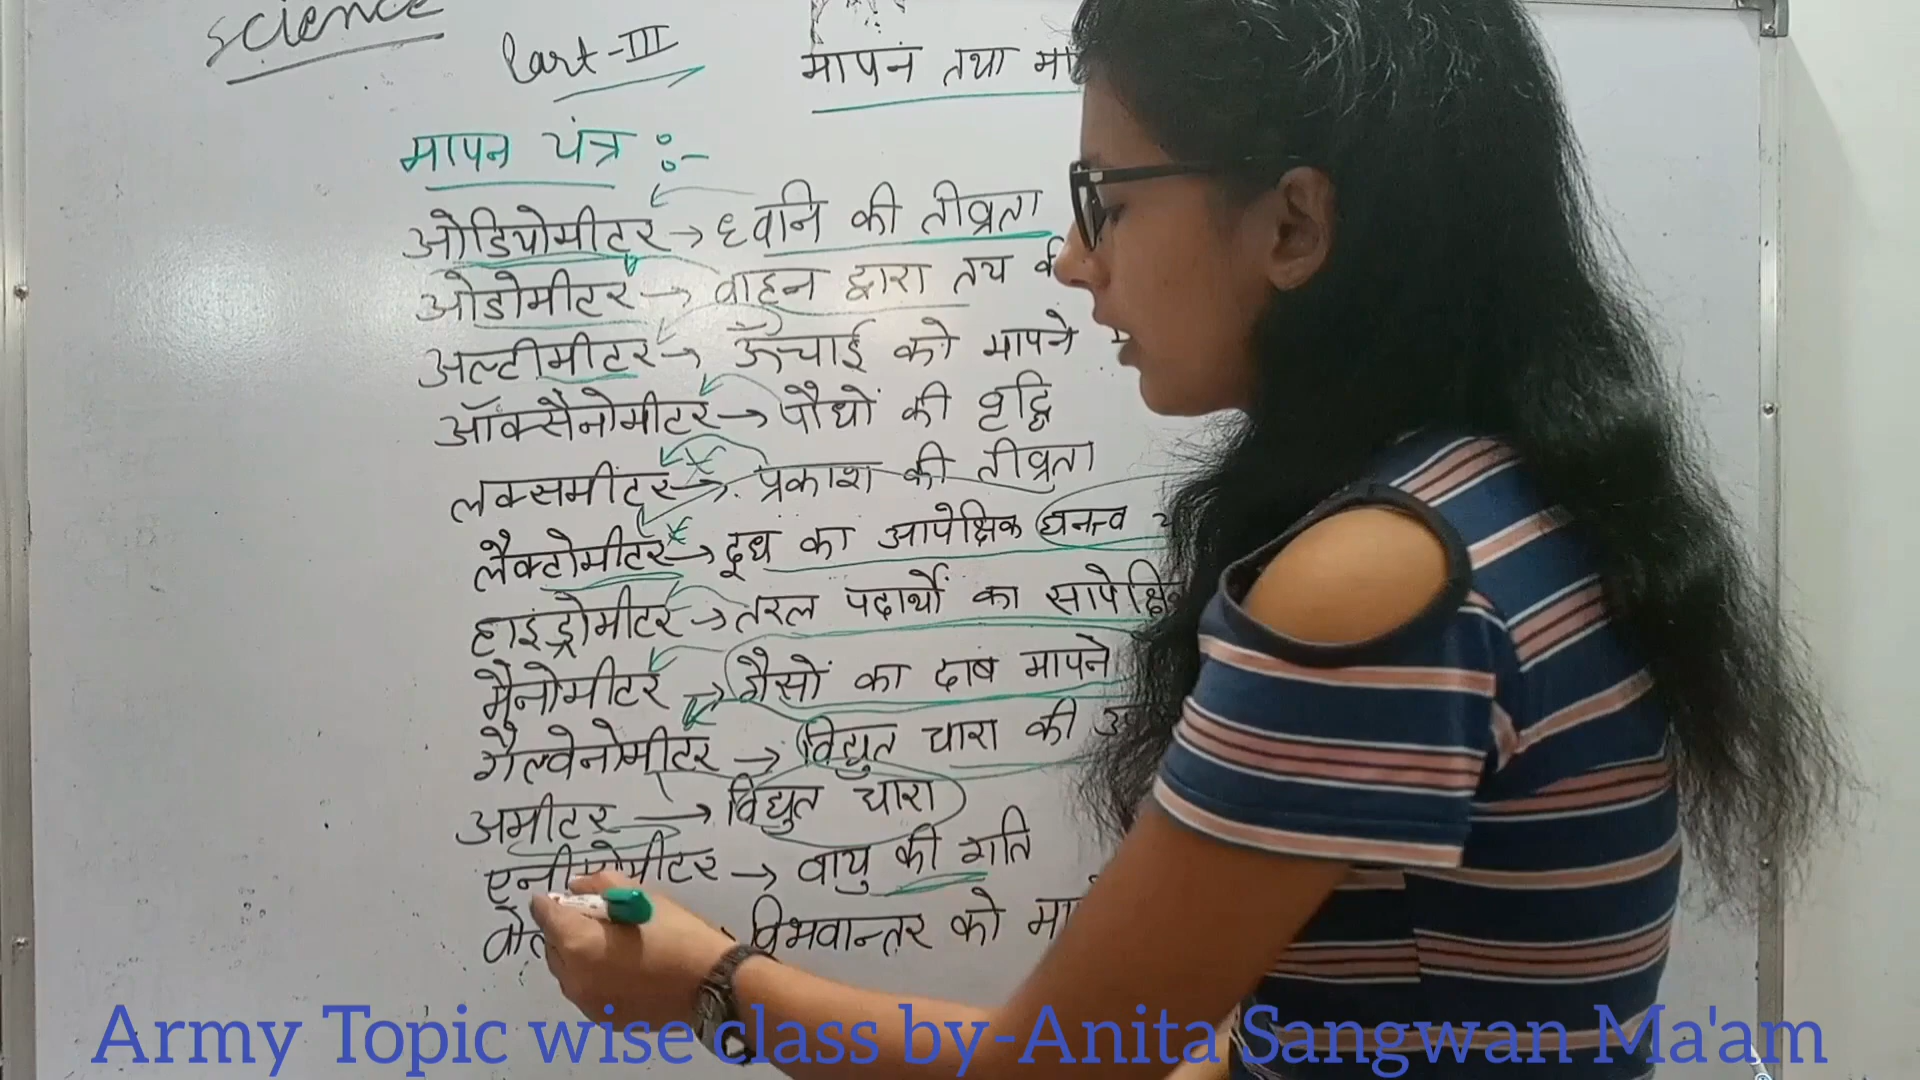 science
Part-III
मापन तथा
मापन यंत्र :-
ओडियोमीटर → ध्वनि की तीव्रता
ओडोमीटर → वाहन द्वारा तय
अल्टीमीटर → ऊँचाई को मापने
ऑक्सैनोमीटर → पौधों की वृद्धि
लक्समीटर → प्रकाश की तीव्रता
लैक्टोमीटर → दूध का आपेक्षिक घनत्व
हाइड्रोमीटर → तरल पदार्थों का
मैनोमीटर → गैसों का दाब मापने
गैल्वेनोमीटर → विद्युत धारा की
अमीटर → विद्युत धारा
एनीमोमीटर → वायु की गति
विभवान्तर को
Army Topic wise class by-Anita Sangwan Ma'am